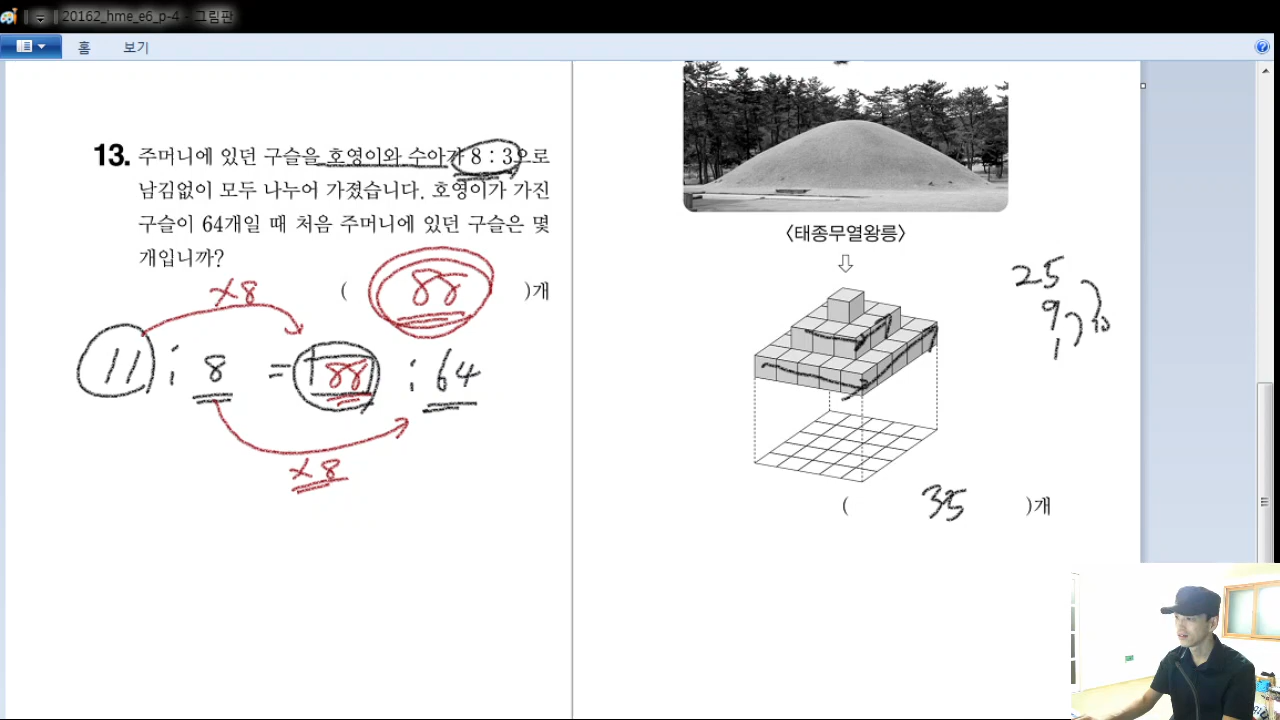 20162_hme_e6_p-4 - 그림판
홈 보기
13. 주머니에 있던 구슬을 호영이와 수아가 8 : 3으로
남김없이 모두 나누어 가졌습니다. 호영이가 가진
구슬이 64개일 때 처음 주머니에 있던 구슬은 몇
개입니까?
( 88 )개
×8
11 : 8 = 88 : 64
×8
〈태종무열왕릉〉
⇩
25
9
1
10
( 35 )개